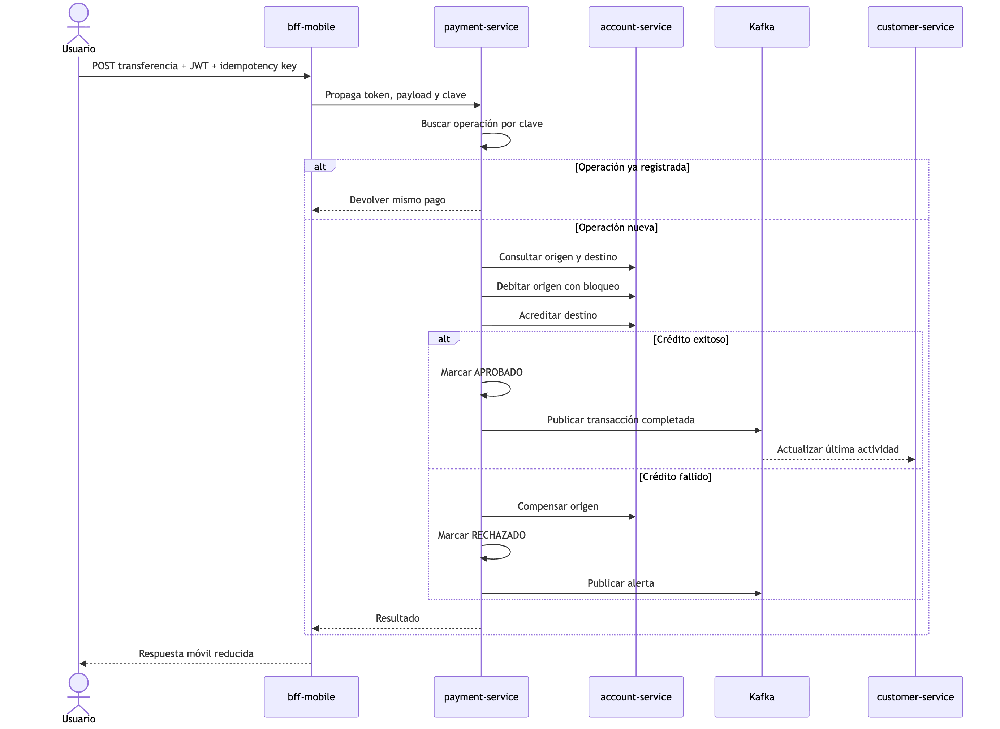 Usuario
bff-mobile
payment-service
account-service
Kafka
customer-service
POST transferencia + JWT + idempotency key
Propaga token, payload y clave
Buscar operación por clave
alt
[Operación ya registrada]
Devolver mismo pago
[Operación nueva]
Consultar origen y destino
Debitar origen con bloqueo
Acreditar destino
alt
[Crédito exitoso]
Marcar APROBADO
Publicar transacción completada
Actualizar última actividad
[Crédito fallido]
Compensar origen
Marcar RECHAZADO
Publicar alerta
Resultado
Respuesta móvil reducida
Usuario
bff-mobile
payment-service
account-service
Kafka
customer-service